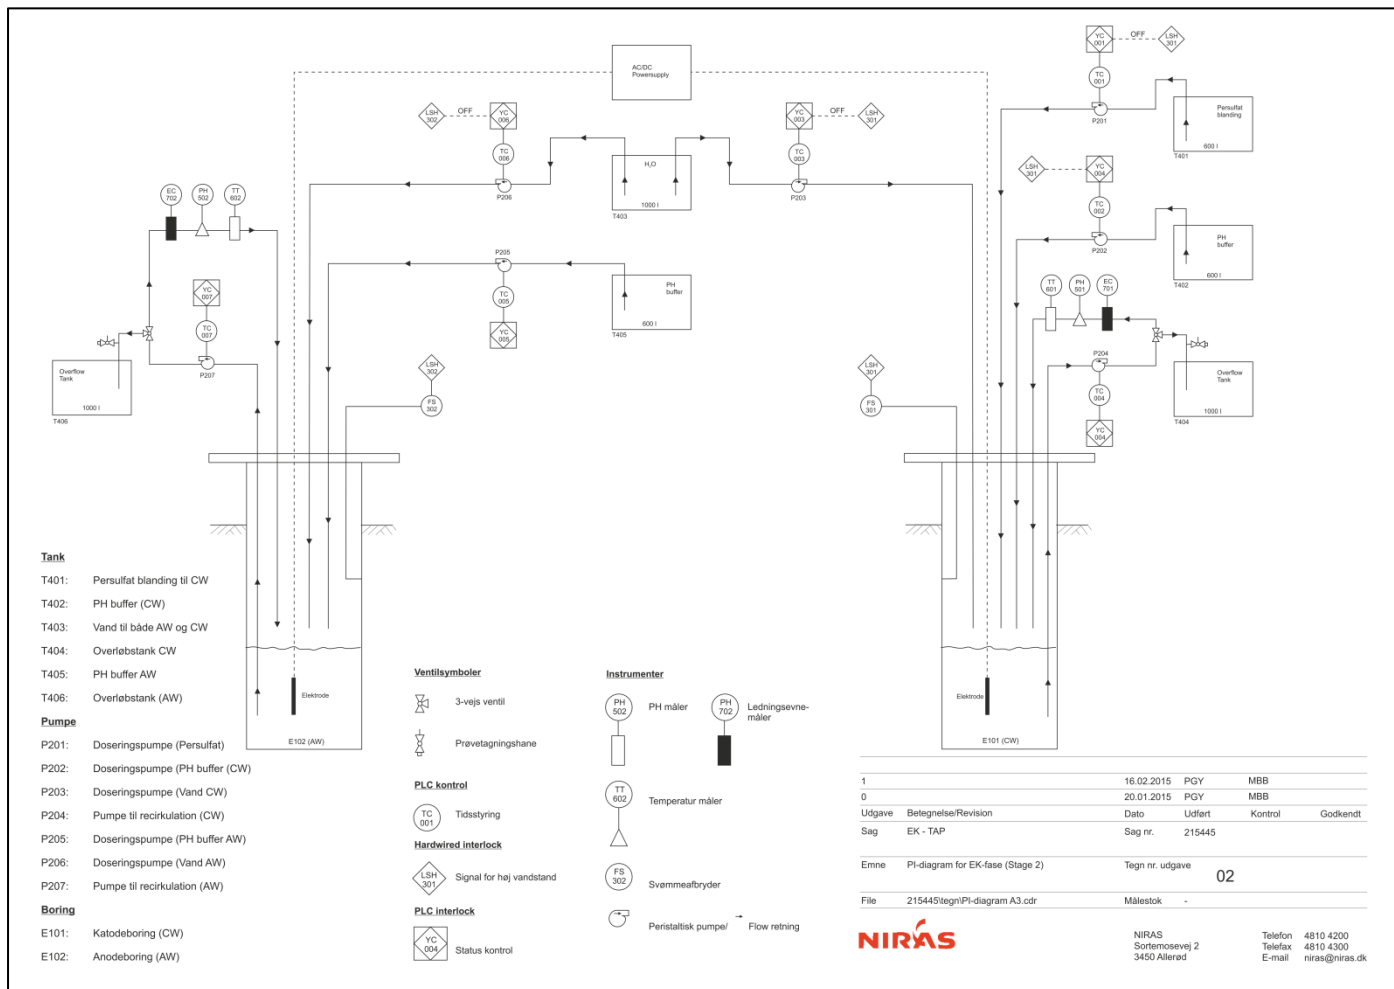 AC/DC
Powersupply
YC
001
OFF
LSH
301
TC
001
P201
Persulfat
blanding
600 l
T401
LSH
302
OFF
YC
006
TC
006
P206
YC
003
OFF
LSH
301
TC
003
P203
H₂O
1000 l
T403
LSH
301
YC
004
TC
002
P202
PH
buffer
600 l
T402
EC
702
PH
502
TT
602
YC
007
TC
007
P207
Overflow
Tank
1000 l
T406
P205
TC
005
YC
005
PH
buffer
600 l
T405
TT
601
PH
501
EC
701
P204
TC
004
YC
004
Overflow
Tank
1000 l
T404
LSH
302
FS
302
LSH
301
FS
301
Elektrode
E102 (AW)
Elektrode
E101 (CW)
Tank
T401: Persulfat blanding til CW
T402: PH buffer (CW)
T403: Vand til både AW og CW
T404: Overløbstank CW
T405: PH buffer AW
T406: Overløbstank (AW)
Pumpe
P201: Doseringspumpe (Persulfat)
P202: Doseringspumpe (PH buffer (CW)
P203: Doseringspumpe (Vand CW)
P204: Pumpe til recirkulation (CW)
P205: Doseringspumpe (PH buffer AW)
P206: Doseringspumpe (Vand AW)
P207: Pumpe til recirkulation (AW)
Boring
E101: Katodeboring (CW)
E102: Anodeboring (AW)
Ventilsymboler
3-vejs ventil
Prøvetagningshane
PLC kontrol
TC
001
Tidsstyring
Hardwired interlock
LSH
301
Signal for høj vandstand
PLC interlock
YC
004
Status kontrol
Instrumenter
PH
502
PH måler
PH
702
Ledningsevne-
måler
TT
602
Temperatur måler
FS
302
Svømmeafbryder
Peristaltisk pumpe/ Flow retning
1 16.02.2015 PGY MBB
0 20.01.2015 PGY MBB
Udgave Betegnelse/Revision Dato Udført Kontrol Godkendt
Sag EK - TAP Sag nr. 215445
Emne PI-diagram for EK-fase (Stage 2) Tegn nr. udgave
02
File 215445\tegn\PI-diagram A3.cdr Målestok -
NIRAS
NIRAS Telefon 4810 4200
Sortemosevej 2 Telefax 4810 4300
3450 Allerød E-mail niras@niras.dk